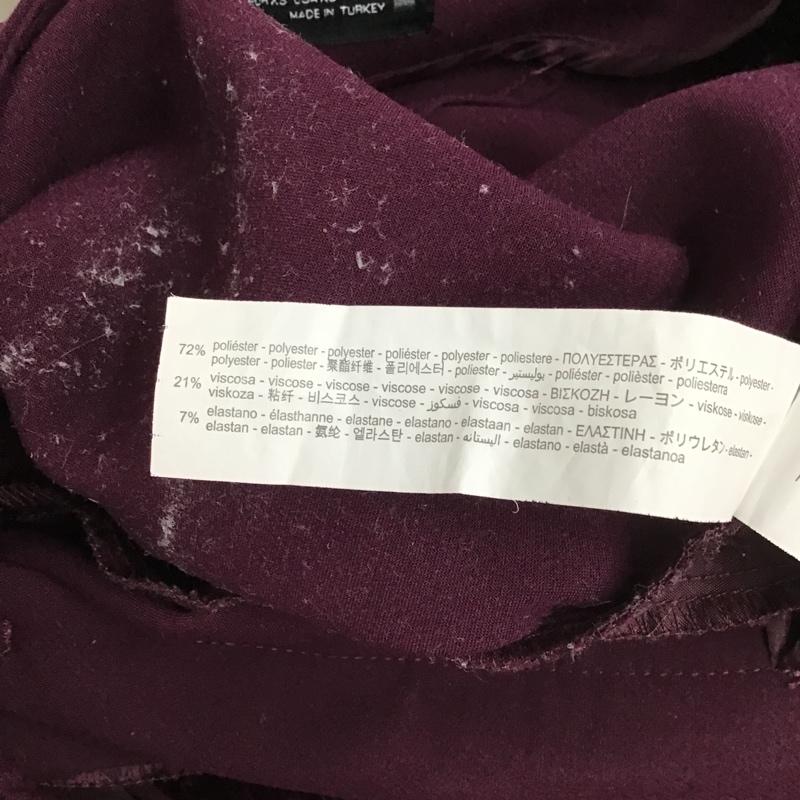 MADE IN TURKEY
72% poliéster - polyester - polyester - poliéster - polyester - poliestere - ΠΟΛΥΕΣΤΕΡΑΣ - ポリエステル - polyester -
polyester - poliester - 聚酯纤维 - 폴리에스터 - poliester - بوليستير - poliéster - polièster - poliesterra
21% viscosa - viscose - viscose - viscose - viscose - viscosa - ΒΙΣΚΟΖΗ - レーヨン - viskose - viskose -
viskoza - 粘纤 - 비스코스 - viscose - فسكوز - viscosa - viscosa - biskosa
7% elastano - élasthanne - elastane - elastano - elastaan - elastan - ΕΛΑΣΤΙΝΗ - ポリウレタン - elastan -
elastan - elastan - 氨纶 - 엘라스탄 - elastan - اليستانه - elastano - elastà - elastanoa